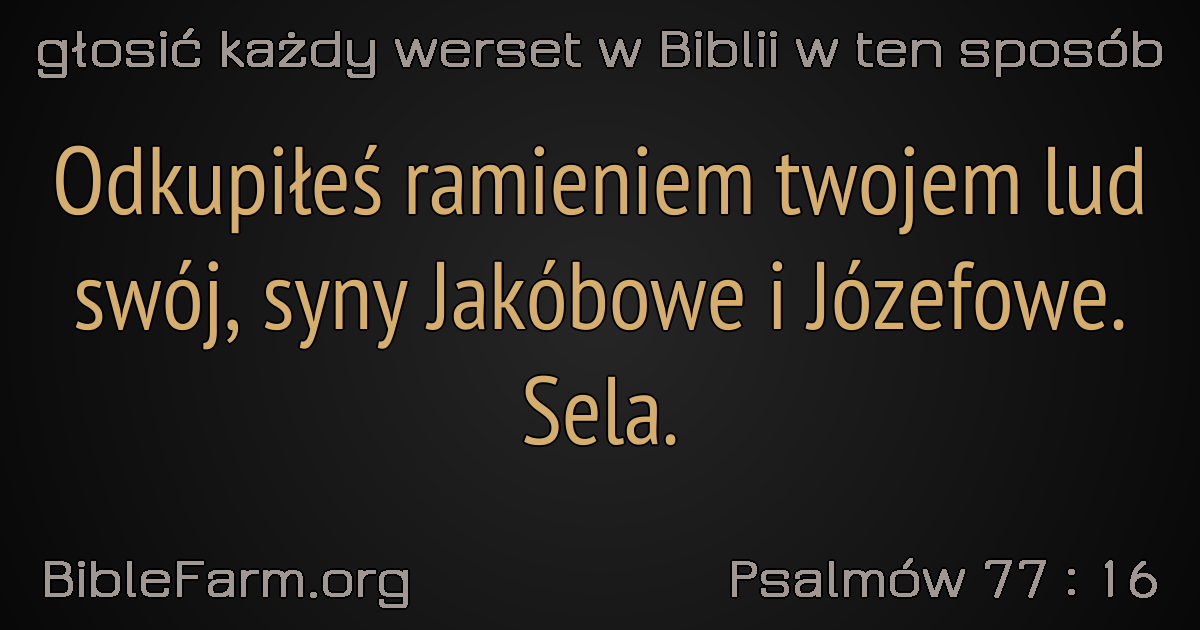 głosić każdy werset w Biblii w ten sposób
Odkupiłeś ramieniem twojem lud
swój, syny Jakóbowe i Józefowe.
Sela.
BibleFarm.org
Psalmów 77 : 16